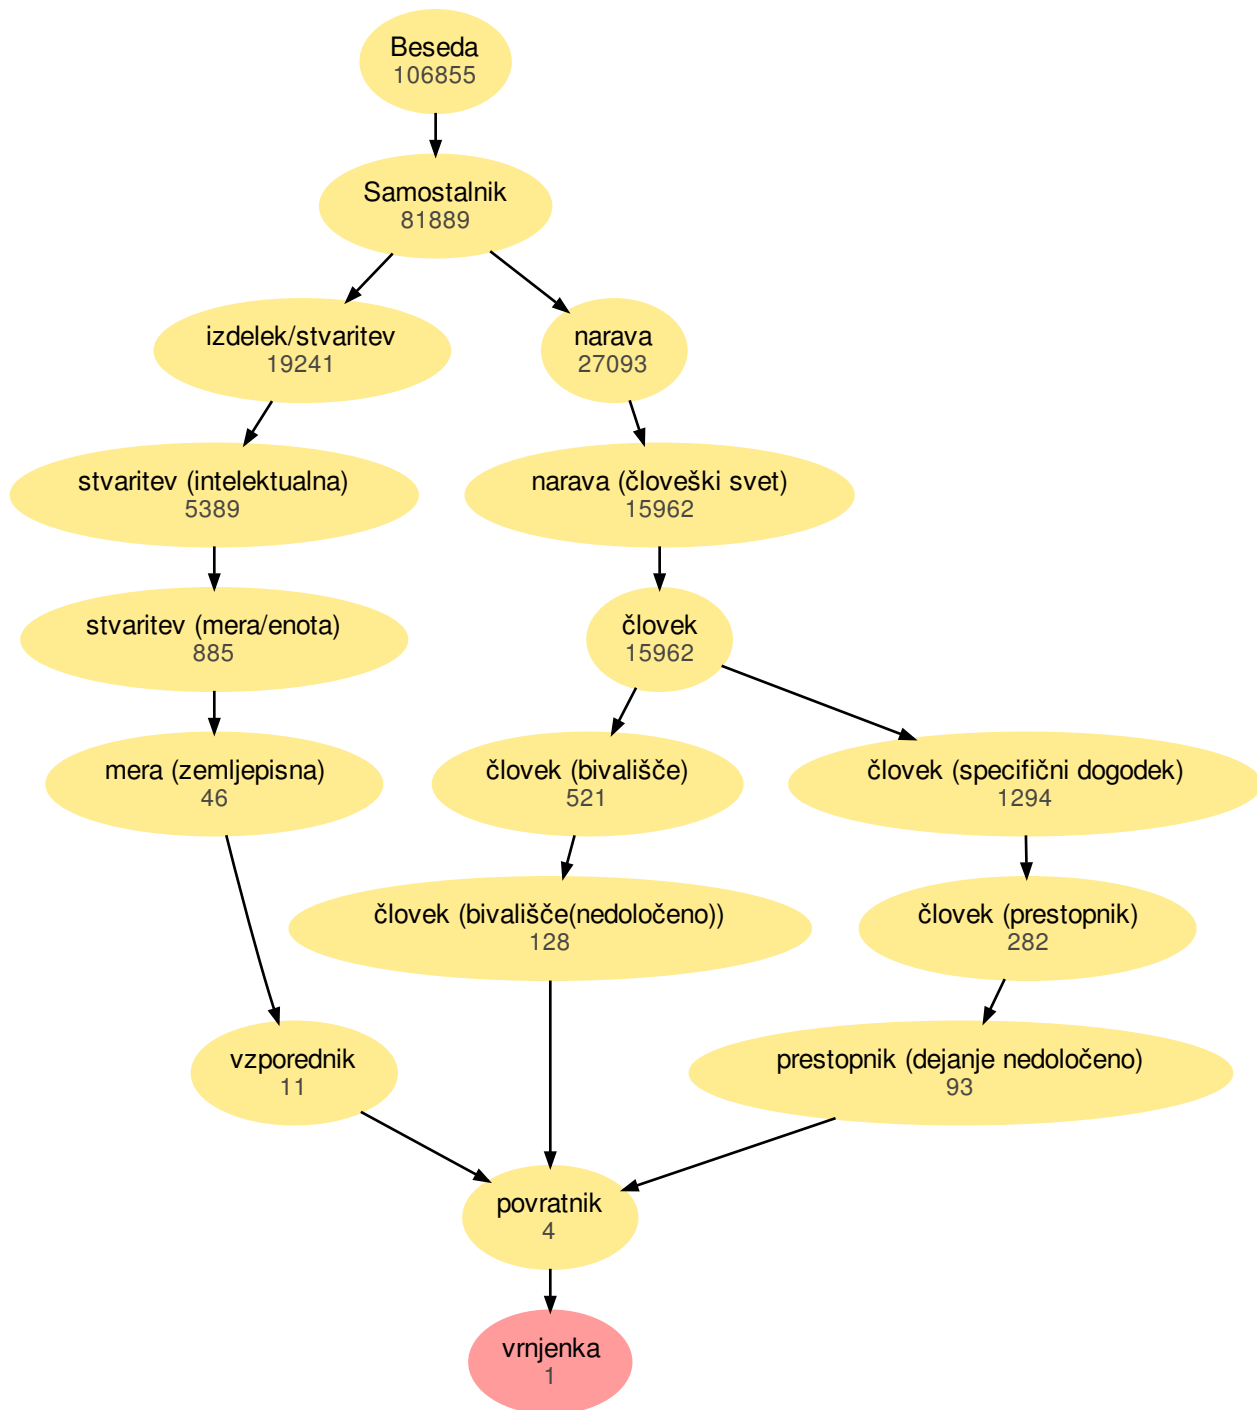 Beseda
106855
Samostalnik
81889
izdelek/stvaritev
19241
narava
27093
stvaritev (intelektualna)
5389
narava (človeški svet)
15962
stvaritev (mera/enota)
885
človek
15962
mera (zemljepisna)
46
človek (bivališče)
521
človek (specifični dogodek)
1294
človek (bivališče(nedoločeno))
128
človek (prestopnik)
282
vzporednik
11
prestopnik (dejanje nedoločeno)
93
povratnik
4
vrnjenka
1